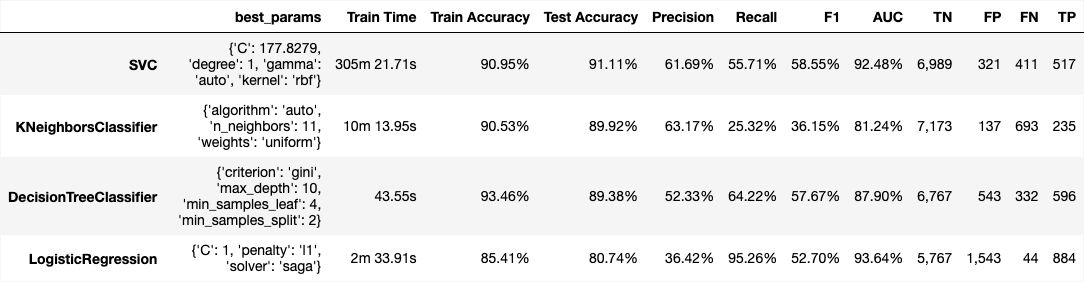 best_params Train Time Train Accuracy Test Accuracy Precision Recall F1 AUC TN FP FN TP
{'C': 177.8279,
SVC 'degree': 1, 'gamma': 305m 21.71s 90.95% 91.11% 61.69% 55.71% 58.55% 92.48% 6,989 321 411 517
'auto', 'kernel': 'rbf'}
{'algorithm': 'auto',
KNeighborsClassifier 'n_neighbors': 11, 10m 13.95s 90.53% 89.92% 63.17% 25.32% 36.15% 81.24% 7,173 137 693 235
'weights': 'uniform'}
{'criterion': 'gini',
'max_depth': 10,
DecisionTreeClassifier 43.55s 93.46% 89.38% 52.33% 64.22% 57.67% 87.90% 6,767 543 332 596
'min_samples_leaf': 4,
'min_samples_split': 2}
{'C': 1, 'penalty': 'l1',
LogisticRegression 2m 33.91s 85.41% 80.74% 36.42% 95.26% 52.70% 93.64% 5,767 1,543 44 884
'solver': 'saga'}